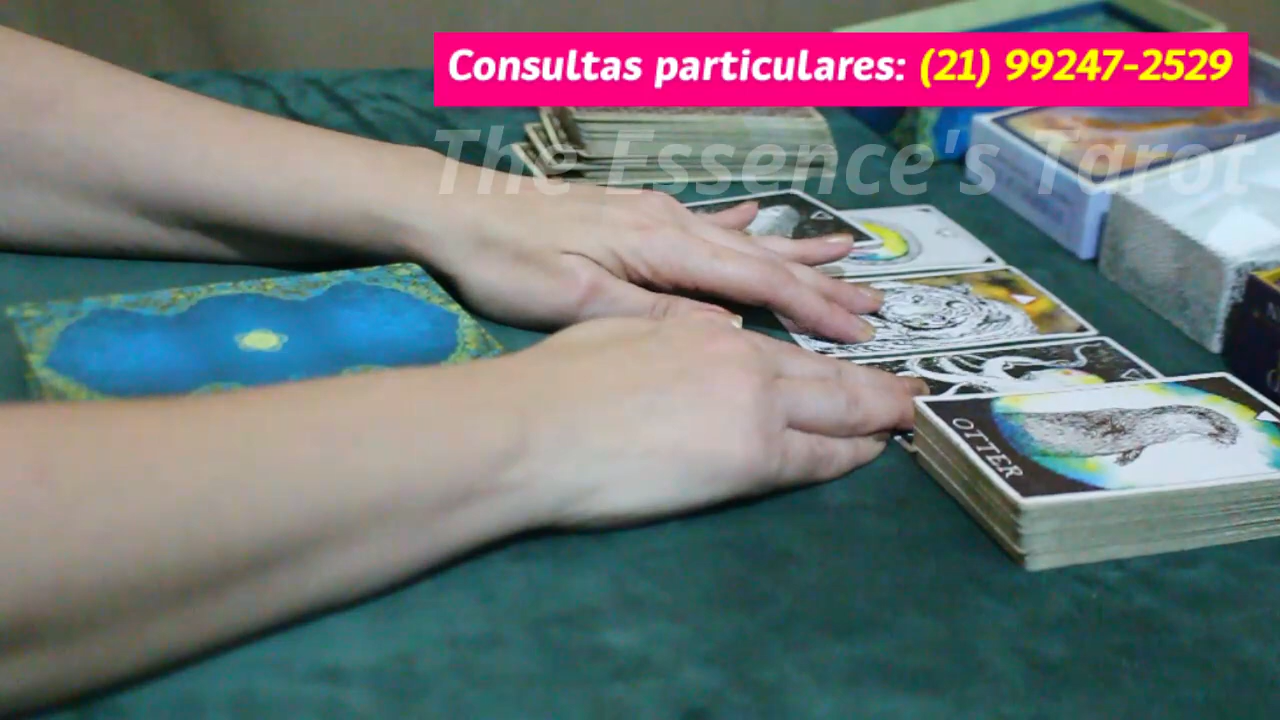 Consultas particulares: (21) 99247-2529
The Essence's Tarot
OTTER